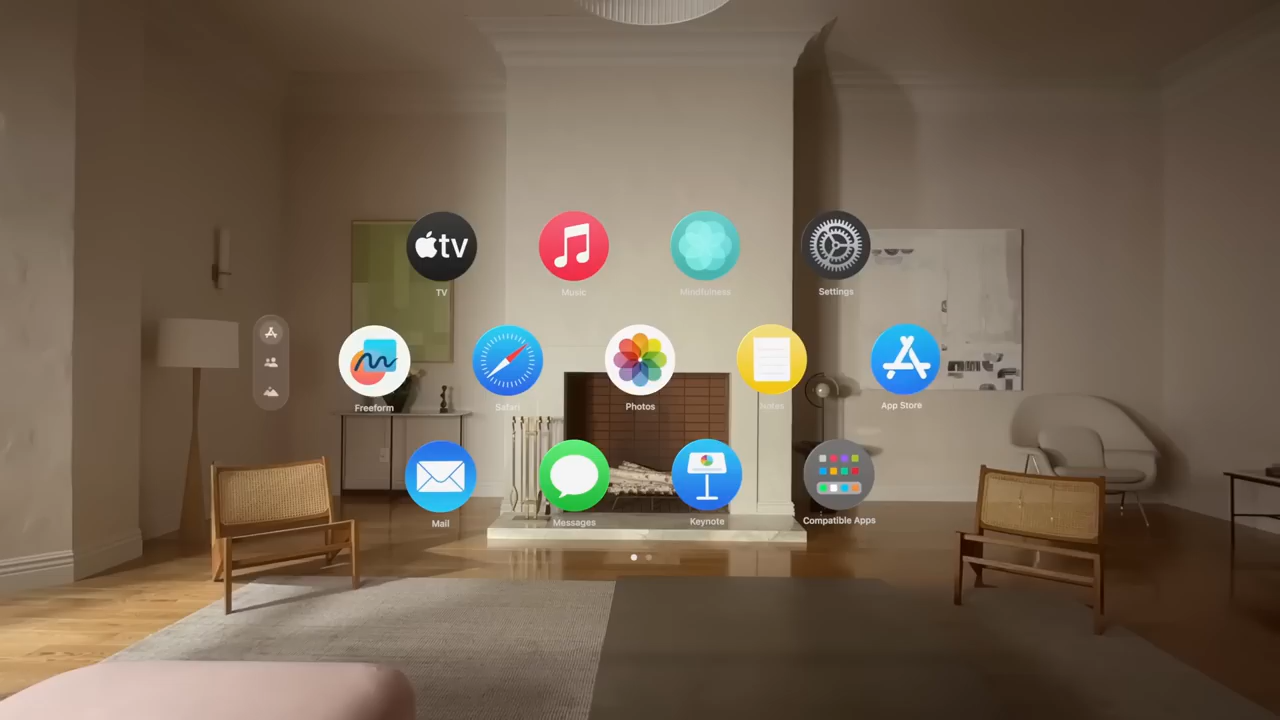 tv
TV
Music
Mindfulness
Settings
Freeform
Safari
Photos
Notes
App Store
Mail
Messages
Keynote
Compatible Apps